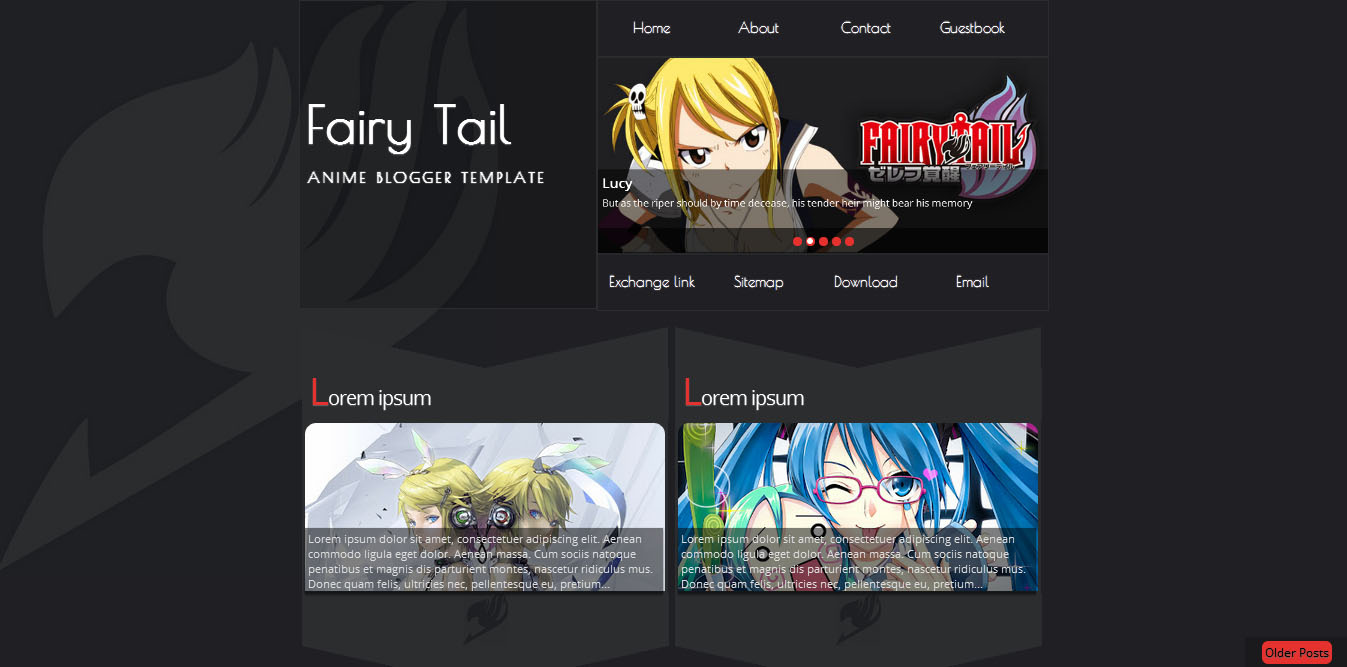 Home About Contact Guestbook
Fairy Tail
ANIME BLOGGER TEMPLATE
FAIRY TAIL
ゼレフ覚醒
Lucy
But as the riper should by time decease, his tender heir might bear his memory
Exchange link Sitemap Download Email
Lorem ipsum
Lorem ipsum dolor sit amet, consectetuer adipiscing elit. Aenean
commodo ligula eget dolor. Aenean massa. Cum sociis natoque
penatibus et magnis dis parturient montes, nascetur ridiculus mus.
Donec quam felis, ultricies nec, pellentesque eu, pretium...
Lorem ipsum
Lorem ipsum dolor sit amet, consectetuer adipiscing elit. Aenean
commodo ligula eget dolor. Aenean massa. Cum sociis natoque
penatibus et magnis dis parturient montes, nascetur ridiculus mus.
Donec quam felis, ultricies nec, pellentesque eu, pretium...
Older Posts